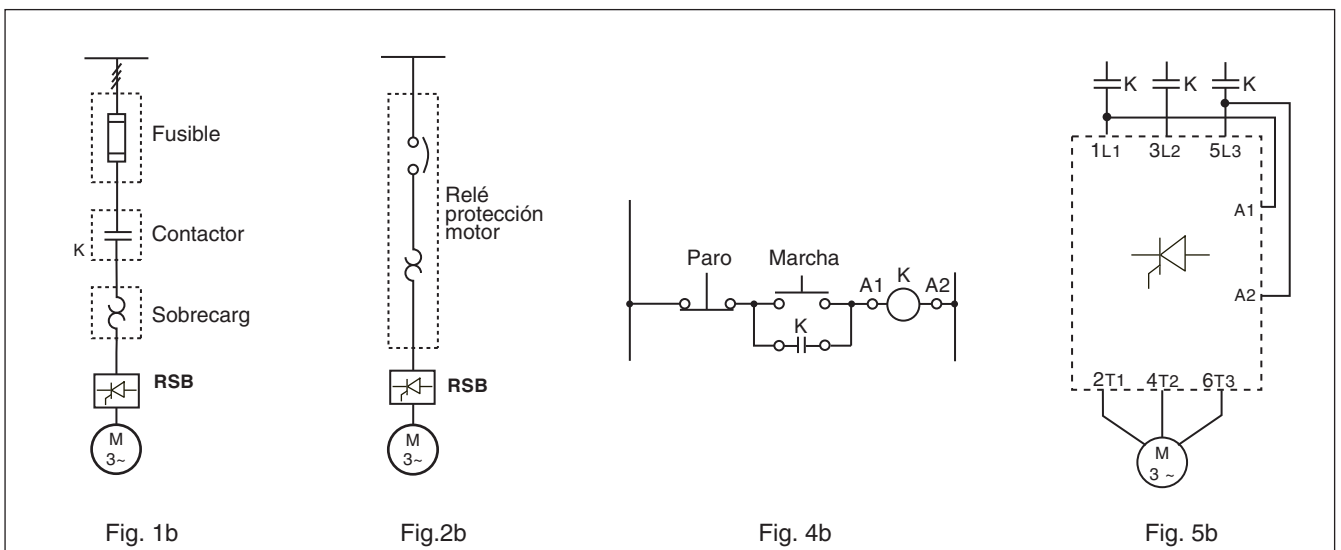 Fusible
K
Contactor
Sobrecarg
RSB
M
3~
Fig. 1b
Relé
protección
motor
RSB
M
3~
Fig.2b
Paro Marcha A1 K A2
K
Fig. 4b
K K K
1L1 3L2 5L3
A1
A2
2T1 4T2 6T3
M
3 ~
Fig. 5b